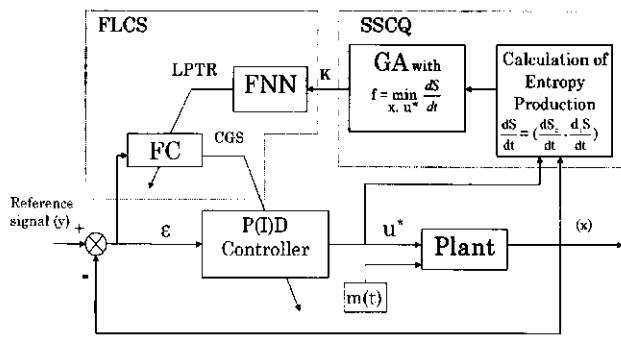 FLCS
SSCQ
GA with
f = min dS/dt
x, u*
Calculation of
Entropy
Production
dS/dt = (dS_c/dt - d_iS/dt)
LPTR
FNN
K
FC
CGS
Reference
signal (y)
+
-
ε
P(I)D
Controller
u*
Plant
(x)
m(t)